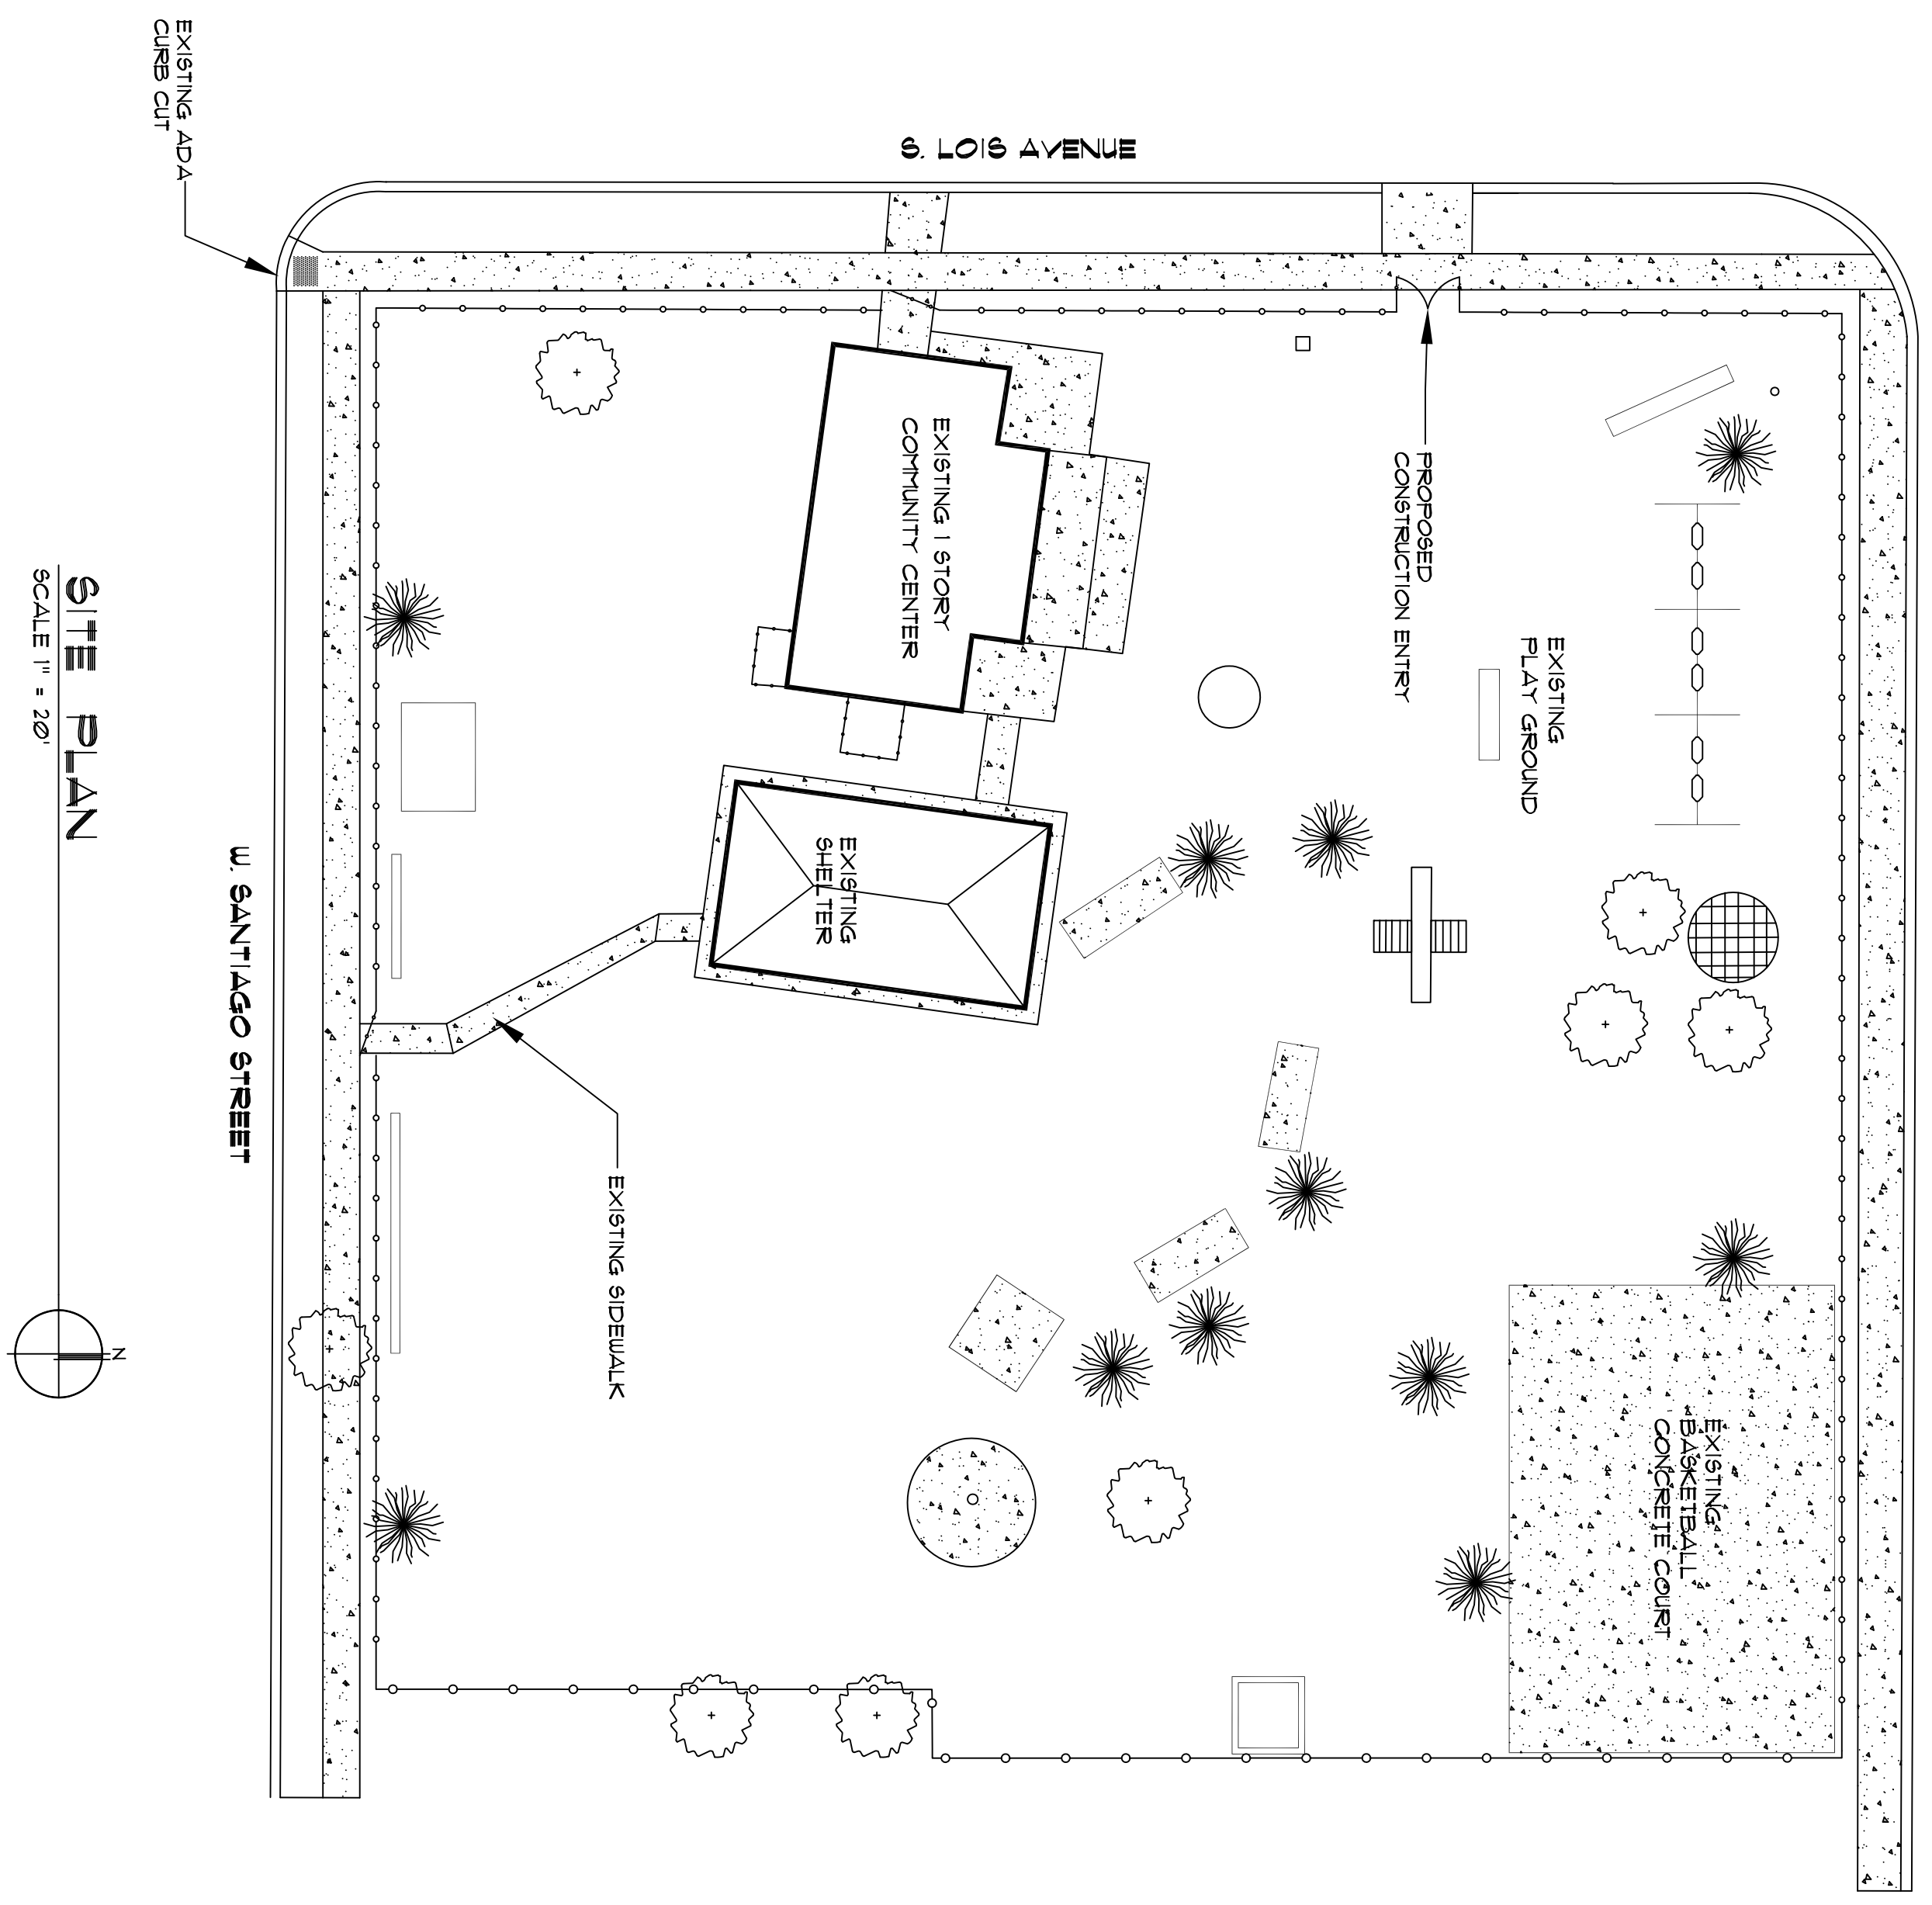 S. LOIS AVENUE
EXISTING ADA
CURB CUT
EXISTING 1 STORY
COMMUNITY CENTER
PROPOSED
CONSTRUCTION ENTRY
EXISTING
PLAY GROUND
EXISTING
SHELTER
EXISTING SIDEWALK
EXISTING
BASKETBALL
CONCRETE COURT
W. SANTIAGO STREET
SITE PLAN
SCALE 1" = 20'
N